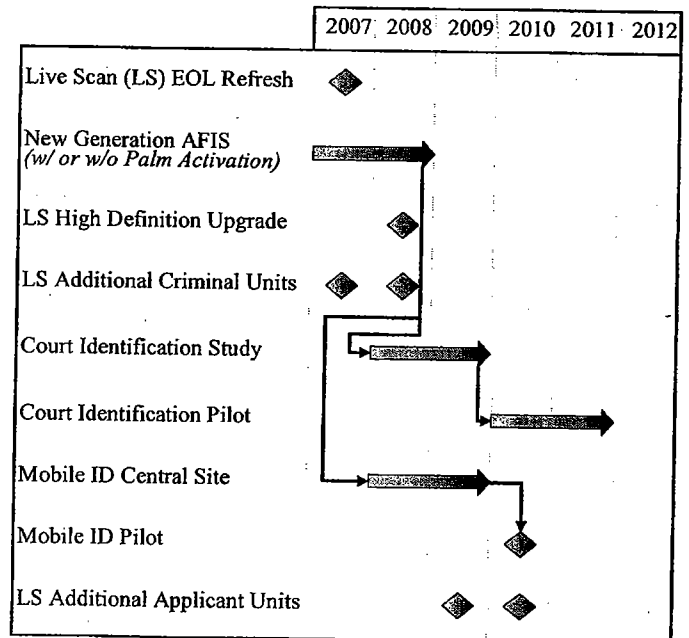 2007 2008 2009 2010 2011 2012
Live Scan (LS) EOL Refresh
New Generation AFIS
(w/ or w/o Palm Activation)
LS High Definition Upgrade
LS Additional Criminal Units
Court Identification Study
Court Identification Pilot
Mobile ID Central Site
Mobile ID Pilot
LS Additional Applicant Units